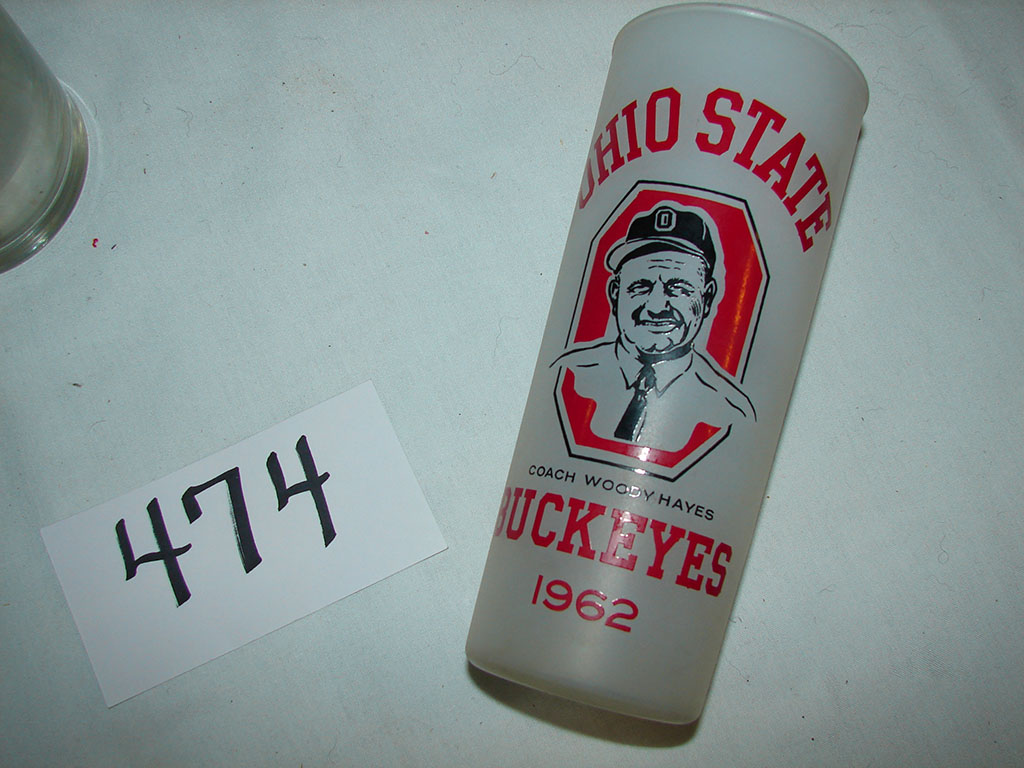 OHIO STATE
O
COACH WOODY HAYES
BUCKEYES
1962
474